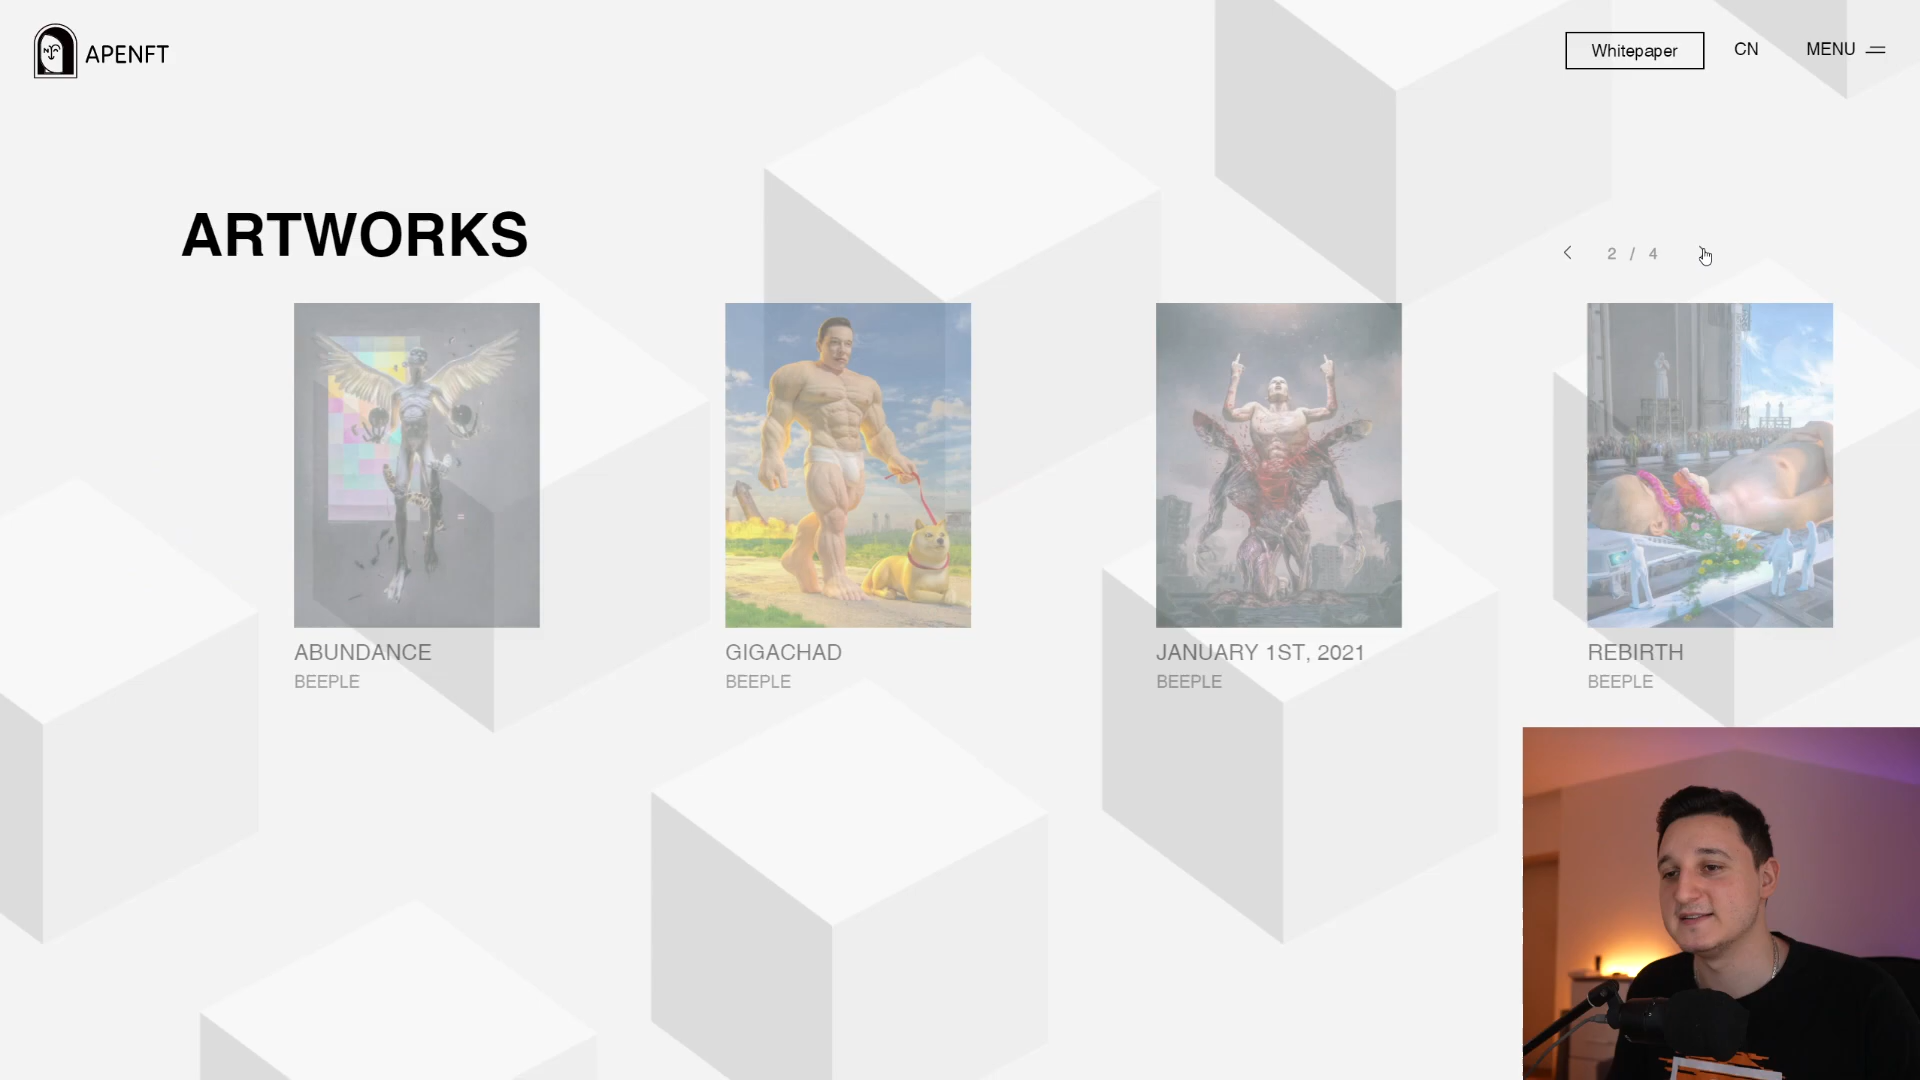 APENFT
Whitepaper
CN
MENU
ARTWORKS
2 / 4
ABUNDANCE
BEEPLE
GIGACHAD
BEEPLE
JANUARY 1ST, 2021
BEEPLE
REBIRTH
BEEPLE